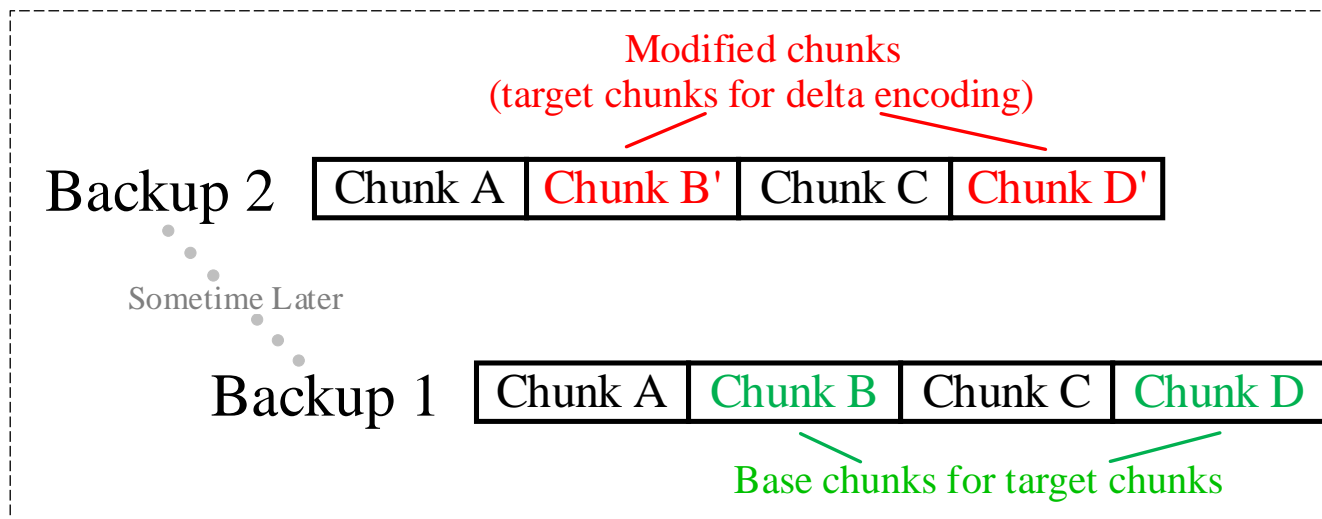 Modified chunks
(target chunks for delta encoding)
Backup 2 Chunk A Chunk B' Chunk C Chunk D'
Sometime Later
Backup 1 Chunk A Chunk B Chunk C Chunk D
Base chunks for target chunks